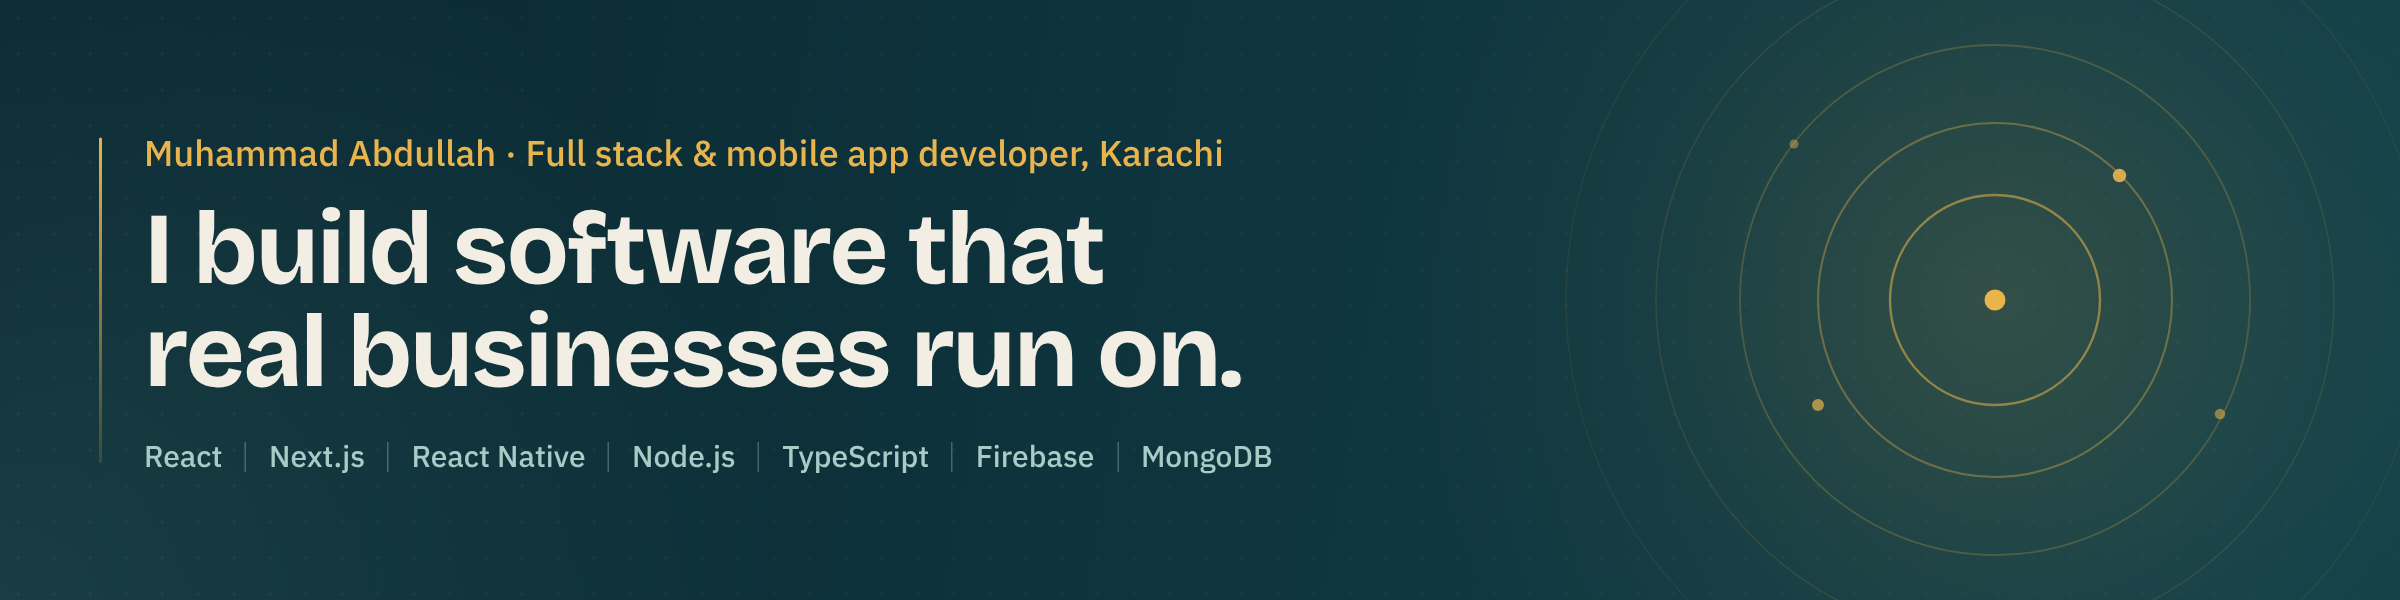 Muhammad Abdullah · Full stack & mobile app developer, Karachi
I build software that
real businesses run on.
React | Next.js | React Native | Node.js | TypeScript | Firebase | MongoDB